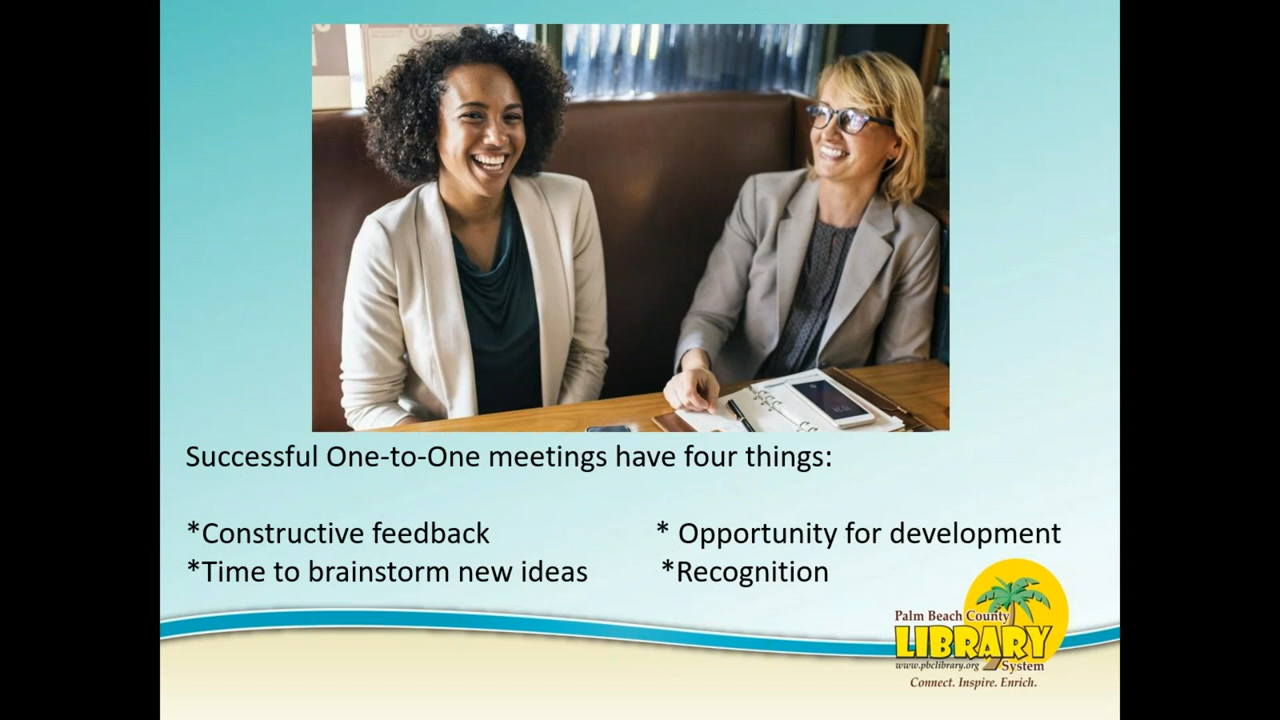 Successful One-to-One meetings have four things:
*Constructive feedback
* Opportunity for development
*Time to brainstorm new ideas
*Recognition
Palm Beach County
LIBRARY
www.pbclibrary.org System
Connect. Inspire. Enrich.